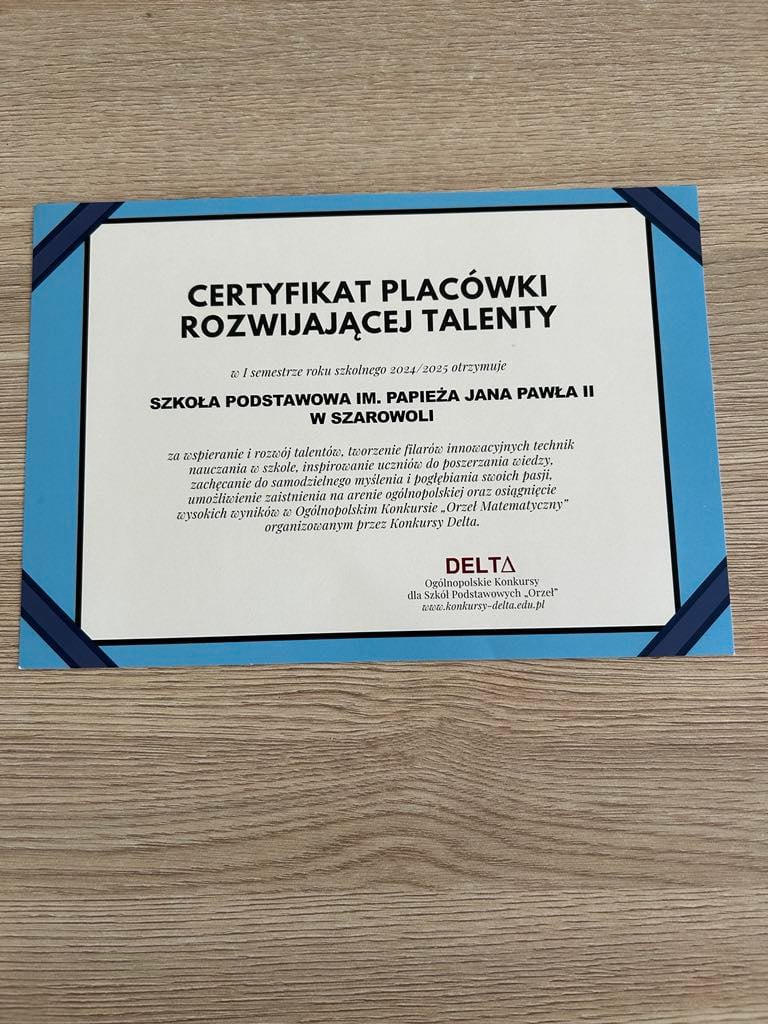 CERTYFIKAT PLACÓWKI
ROZWIJAJĄCEJ TALENTY
w I semestrze roku szkolnego 2024/2025 otrzymuje
SZKOŁA PODSTAWOWA IM. PAPIEŻA JANA PAWŁA II
W SZAROWOLI
za wspieranie i rozwój talentów, tworzenie filarów innowacyjnych technik
nauczania w szkole, inspirowanie uczniów do poszerzania wiedzy,
zachęcanie do samodzielnego myślenia i pogłębiania swoich pasji,
umożliwienie zaistnienia na arenie ogólnopolskiej oraz osiągnięcie
wysokich wyników w Ogólnopolskim Konkursie „Orzeł Matematyczny”
organizowanym przez Konkursy Delta.
DELTΔ
Ogólnopolskie Konkursy
dla Szkół Podstawowych „Orzeł”
www.konkursy-delta.edu.pl